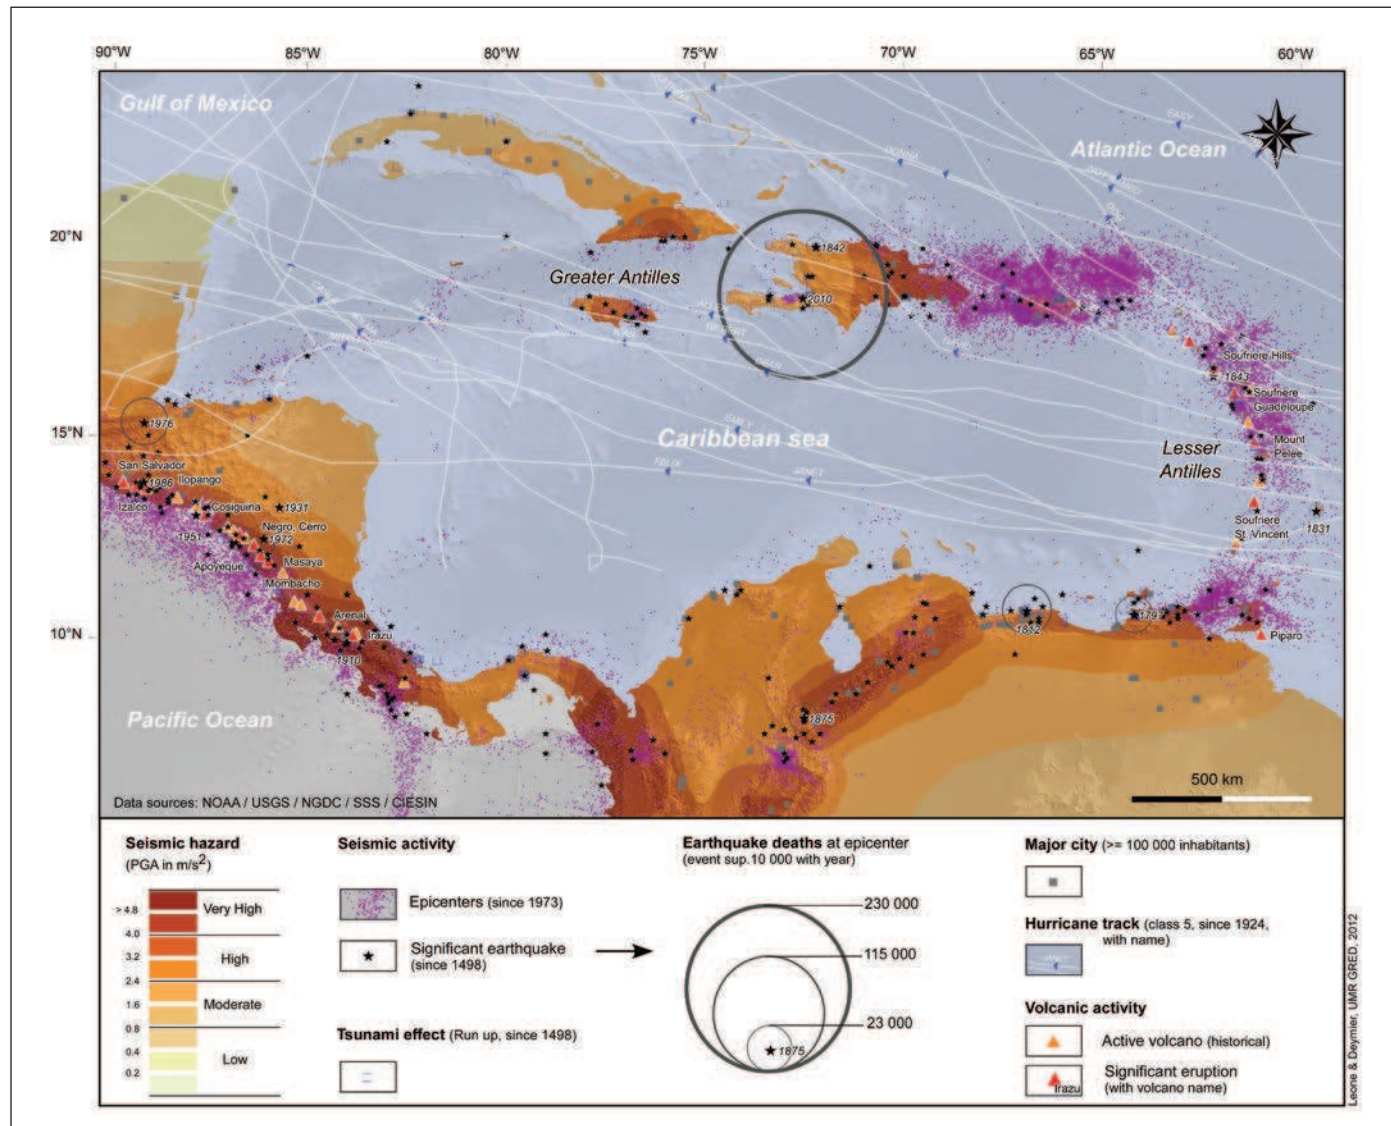 90°W 85°W 80°W 75°W 70°W 65°W 60°W
Gulf of Mexico
Atlantic Ocean
20°N
1842
Greater Antilles
2010
Soufriere Hills
1843
Soufriere
Guadeloupe
15°N
1976
Caribbean sea
Lesser
Antilles
Mount
Pelee
FELIX
JANET
San Salvador
1986
Ilopango
Izalco
Cosiguina
1931
1951
Negro, Cerro
1972
Soufriere
St. Vincent
1831
Apoyeque
Masaya
Mombacho
Arenal
Irazu
10°N
1910
1812
1797
Piparo
Pacific Ocean
1875
500 km
Data sources: NOAA / USGS / NGDC / SSS / CIESIN
Seismic hazard
(PGA in m/s2)
> 4.8
Very High
4.0
3.2
High
2.4
1.6
Moderate
0.8
0.4
Low
0.2
Seismic activity
Epicenters (since 1973)
Significant earthquake
(since 1498)
Tsunami effect (Run up, since 1498)
Earthquake deaths at epicenter
(event sup.10 000 with year)
230 000
115 000
23 000
1875
Major city (>= 100 000 inhabitants)
Hurricane track (class 5, since 1924,
with name)
Volcanic activity
Active volcano (historical)
Significant eruption
(with volcano name)
Irazu
Leone & Deymier, UMR GRED, 2012